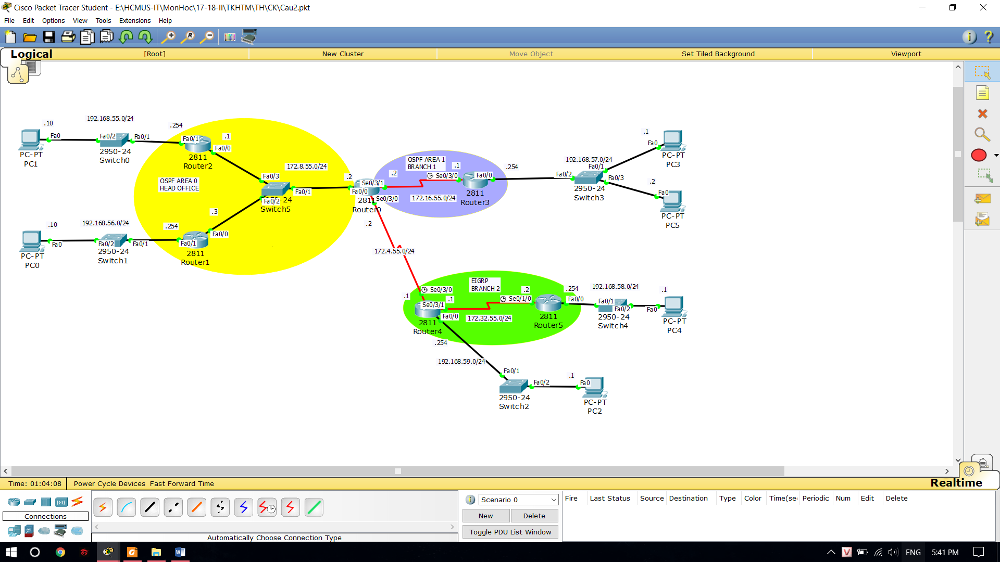 Cisco Packet Tracer Student - E:\HCMUS-IT\MonHoc\17-18-II\TKHTM\TH\CK\Cau2.pkt
File Edit Options View Tools Extensions Help
Logical [Root] New Cluster Move Object Set Tiled Background Viewport
192.168.55.0/24
.10
.254
Fa0
Fa0/2
Fa0/1
Fa0/1
.1
Fa0/0
PC-PT
PC1
2950-24
Switch0
2811
Router2
OSPF AREA 0
HEAD OFFICE
172.8.55.0/24
Fa0/3
Fa0/1
Fa0/2
Switch5
.2
Fa0/0
Se0/3/1
Se0/3/0
Router0
.2
OSPF AREA 1
BRANCH 1
.1
Se0/3/0
Fa0/0
172.16.55.0/24
2811
Router3
.254
Fa0/2
192.168.57.0/24
Fa0/1
Fa0/3
2950-24
Switch3
.1
Fa0
PC-PT
PC3
.2
Fa0
PC-PT
PC5
.10
192.168.56.0/24
.254
.3
Fa0
Fa0/2
Fa0/1
Fa0/1
Fa0/0
PC-PT
PC0
2950-24
Switch1
2811
Router1
.2
172.4.55.0/24
EIGRP
BRANCH 2
Se0/3/0
.1
Se0/3/1
.1
Fa0/0
2811
Router4
172.32.55.0/24
.2
Se0/1/0
2811
Router5
.254
Fa0/0
192.168.58.0/24
Fa0/1
Fa0/2
2950-24
Switch4
.1
Fa0
PC-PT
PC4
.254
192.168.59.0/24
Fa0/1
Fa0/2
2950-24
Switch2
.1
Fa0
PC-PT
PC2
Time: 01:04:08 Power Cycle Devices Fast Forward Time
Realtime
Connections
Automatically Choose Connection Type
Scenario 0
New Delete
Toggle PDU List Window
Fire Last Status Source Destination Type Color Time(sec Periodic Num Edit Delete
ENG 5:41 PM